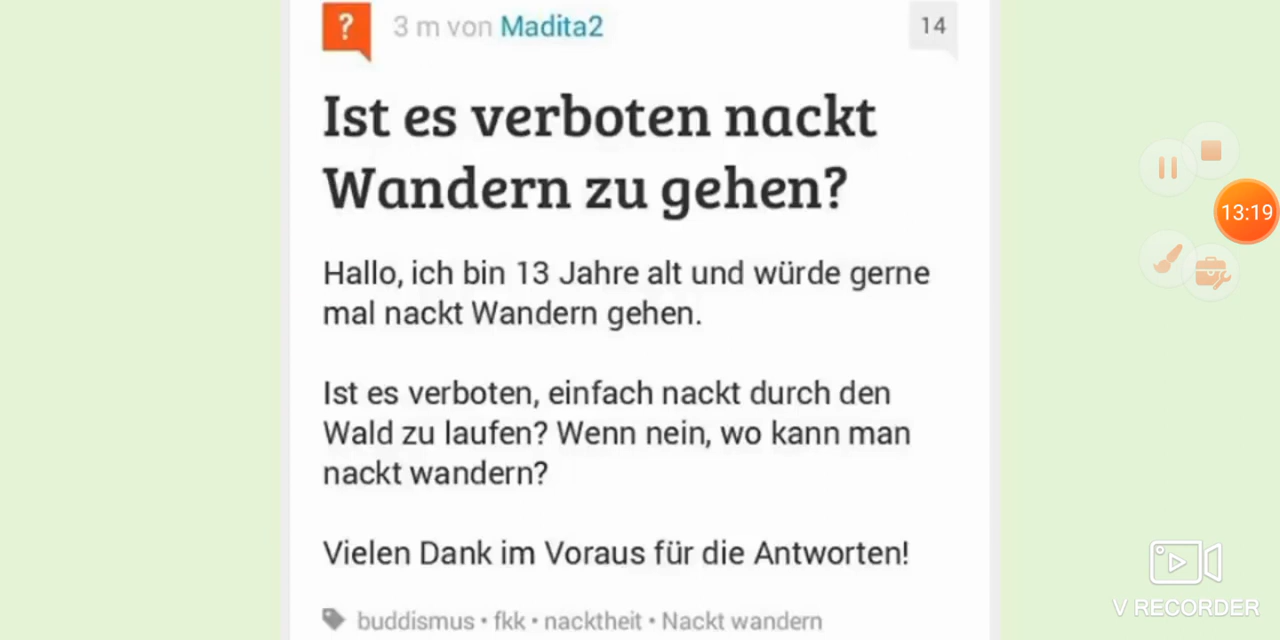 ?
3 m von Madita2
14
Ist es verboten nackt
Wandern zu gehen?
Hallo, ich bin 13 Jahre alt und würde gerne
mal nackt Wandern gehen.
Ist es verboten, einfach nackt durch den
Wald zu laufen? Wenn nein, wo kann man
nackt wandern?
Vielen Dank im Voraus für die Antworten!
buddismus • fkk • nacktheit • Nackt wandern
13:19
V RECORDER